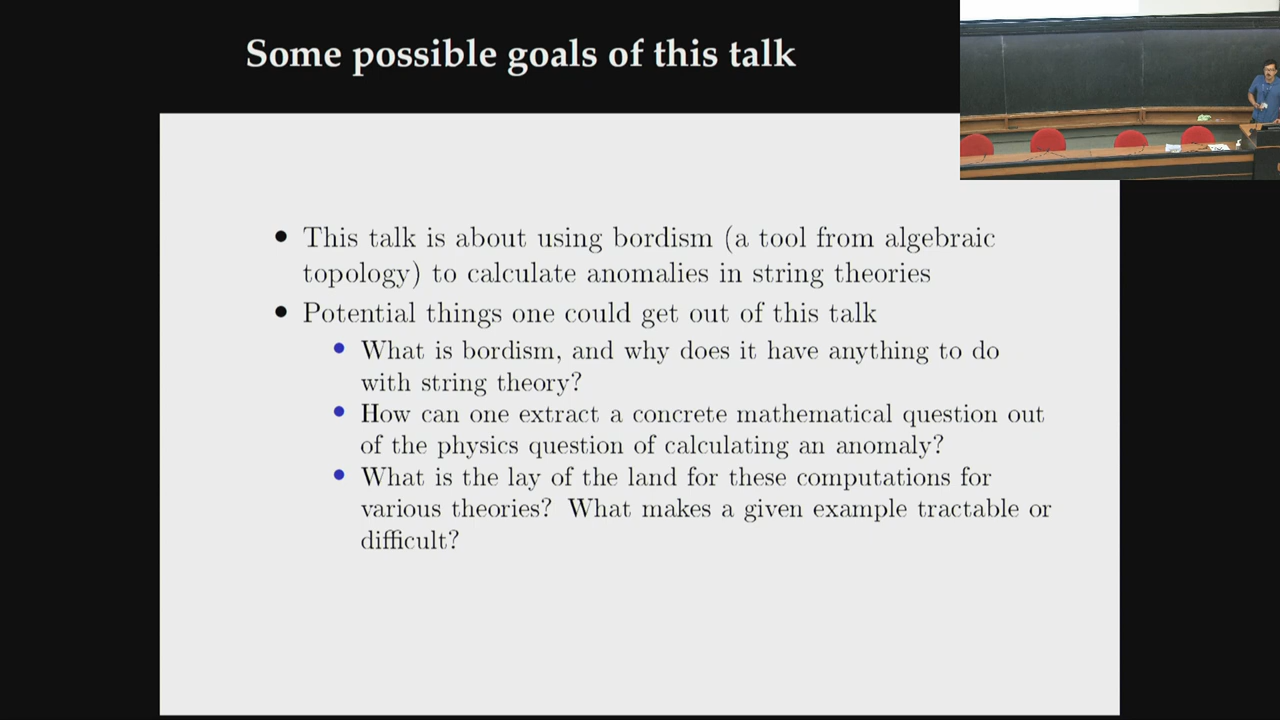 Some possible goals of this talk
• This talk is about using bordism (a tool from algebraic
topology) to calculate anomalies in string theories
• Potential things one could get out of this talk
• What is bordism, and why does it have anything to do
with string theory?
• How can one extract a concrete mathematical question out
of the physics question of calculating an anomaly?
• What is the lay of the land for these computations for
various theories? What makes a given example tractable or
difficult?